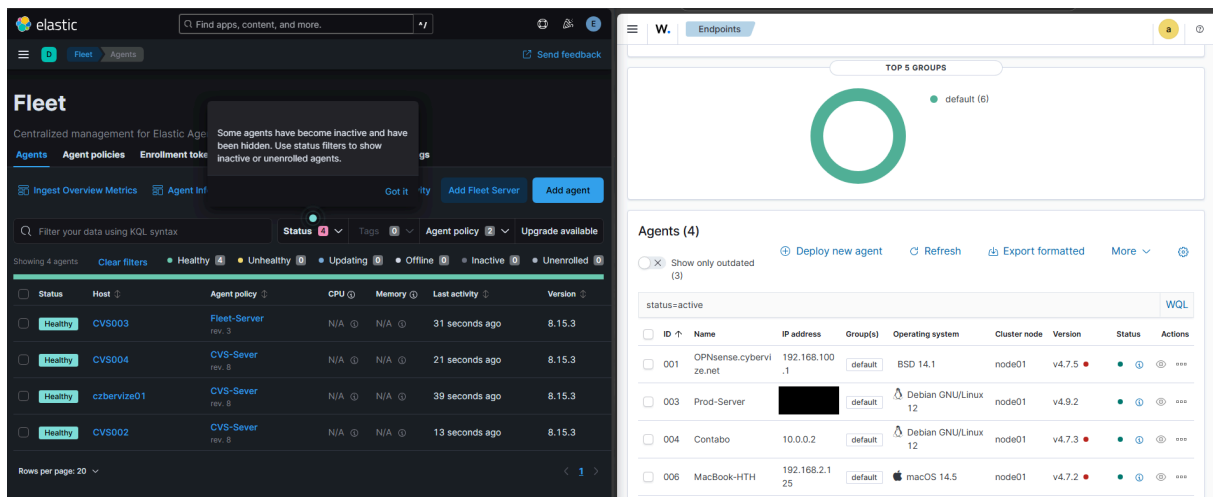 elastic
Find apps, content, and more.
^/
E
D
Fleet
Agents
Send feedback
Fleet
Centralized management for Elastic Age
Some agents have become inactive and have
been hidden. Use status filters to show
inactive or unenrolled agents.
Got it
Agents
Agent policies
Enrollment toke
gs
Ingest Overview Metrics
Agent Inf
ity
Add Fleet Server
Add agent
Filter your data using KQL syntax
Status 4
Tags 0
Agent policy 2
Upgrade available
Showing 4 agents
Clear filters
Healthy 4
Unhealthy 0
Updating 0
Offline 0
Inactive 0
Unenrolled 0
Status Host Agent policy CPU Memory Last activity Version
Healthy CVS003 Fleet-Server N/A N/A 31 seconds ago 8.15.3
rev. 3
Healthy CVS004 CVS-Sever N/A N/A 21 seconds ago 8.15.3
rev. 8
Healthy czbervize01 CVS-Sever N/A N/A 39 seconds ago 8.15.3
rev. 8
Healthy CVS002 CVS-Sever N/A N/A 13 seconds ago 8.15.3
rev. 8
Rows per page: 20
< 1 >
W.
Endpoints
a
TOP 5 GROUPS
default (6)
Agents (4)
Show only outdated
(3)
Deploy new agent
Refresh
Export formatted
More
status=active
WQL
ID ↑ Name IP address Group(s) Operating system Cluster node Version Status Actions
001 OPNsense.cybervi 192.168.100 default BSD 14.1 node01 v4.7.5
ze.net .1
003 Prod-Server default Debian GNU/Linux node01 v4.9.2
12
004 Contabo 10.0.0.2 default Debian GNU/Linux node01 v4.7.3
12
006 MacBook-HTH 192.168.2.1 default macOS 14.5 node01 v4.7.2
25